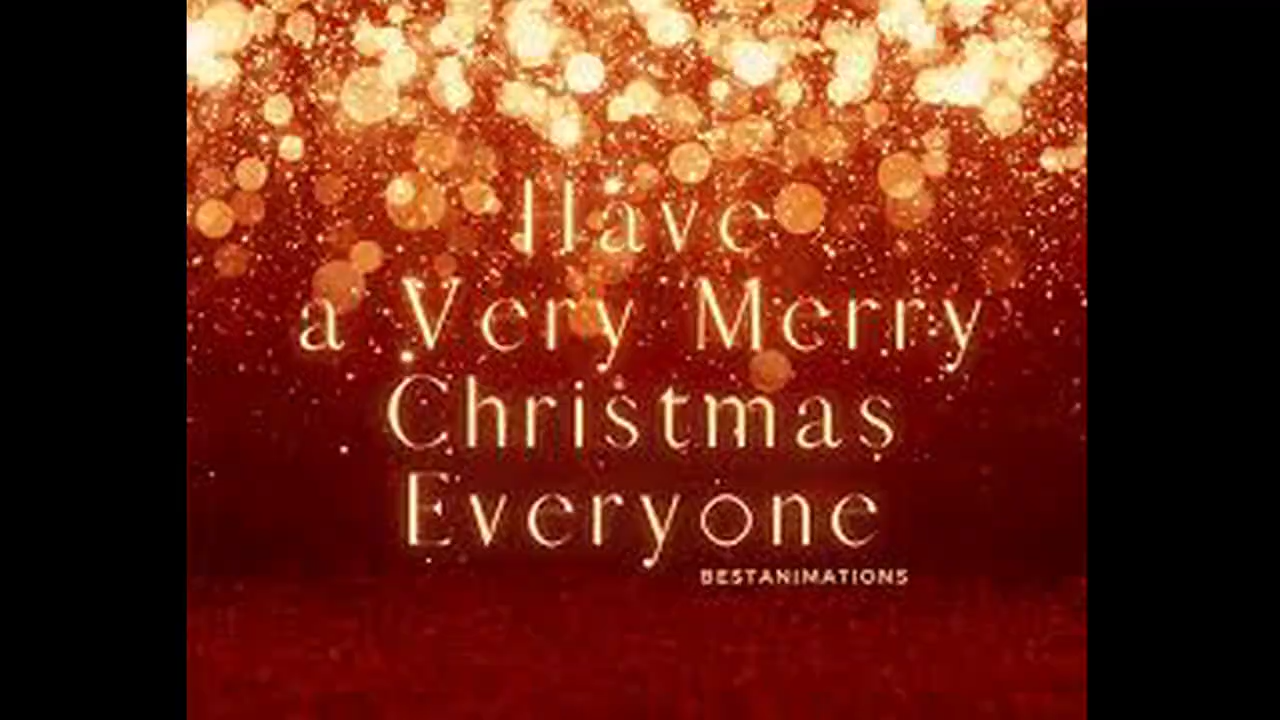 Have
a Very Merry
Christmas
Everyone
BESTANIMATIONS